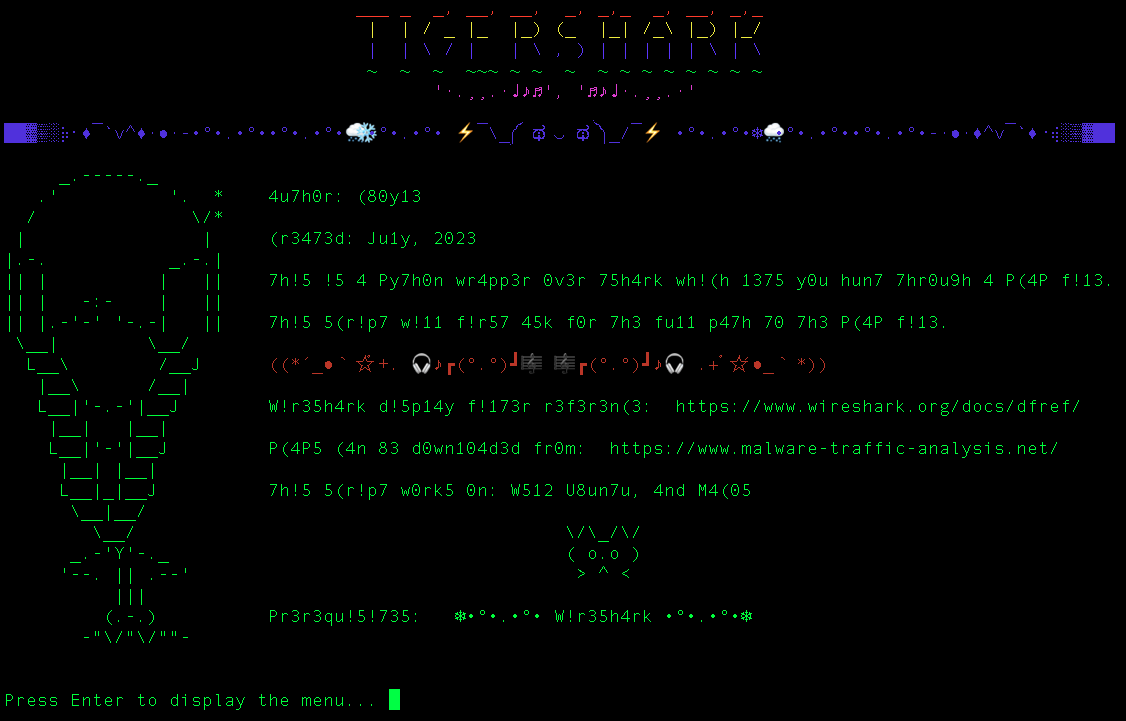 TIGERSHARK
4u7h0r: (80y13
(r3473d: Ju1y, 2023
7h!5 !5 4 Py7h0n wr4pp3r 0v3r 75h4rk wh!(h 1375 y0u hun7 7hr0u9h 4 P(4P f!13.
7h!5 5(r!p7 w!11 f!r57 45k f0r 7h3 fu11 p47h 70 7h3 P(4P f!13.
W!r35h4rk d!5p14y f!173r r3f3r3n(3:  https://www.wireshark.org/docs/dfref/
P(4P5 (4n 83 d0wn104d3d fr0m:  https://www.malware-traffic-analysis.net/
7h!5 5(r!p7 w0rk5 0n: W512 U8un7u, 4nd M4(05
Pr3r3qu!5!735:   ❄•°•.•°• W!r35h4rk •°•.•°•❄
Press Enter to display the menu...